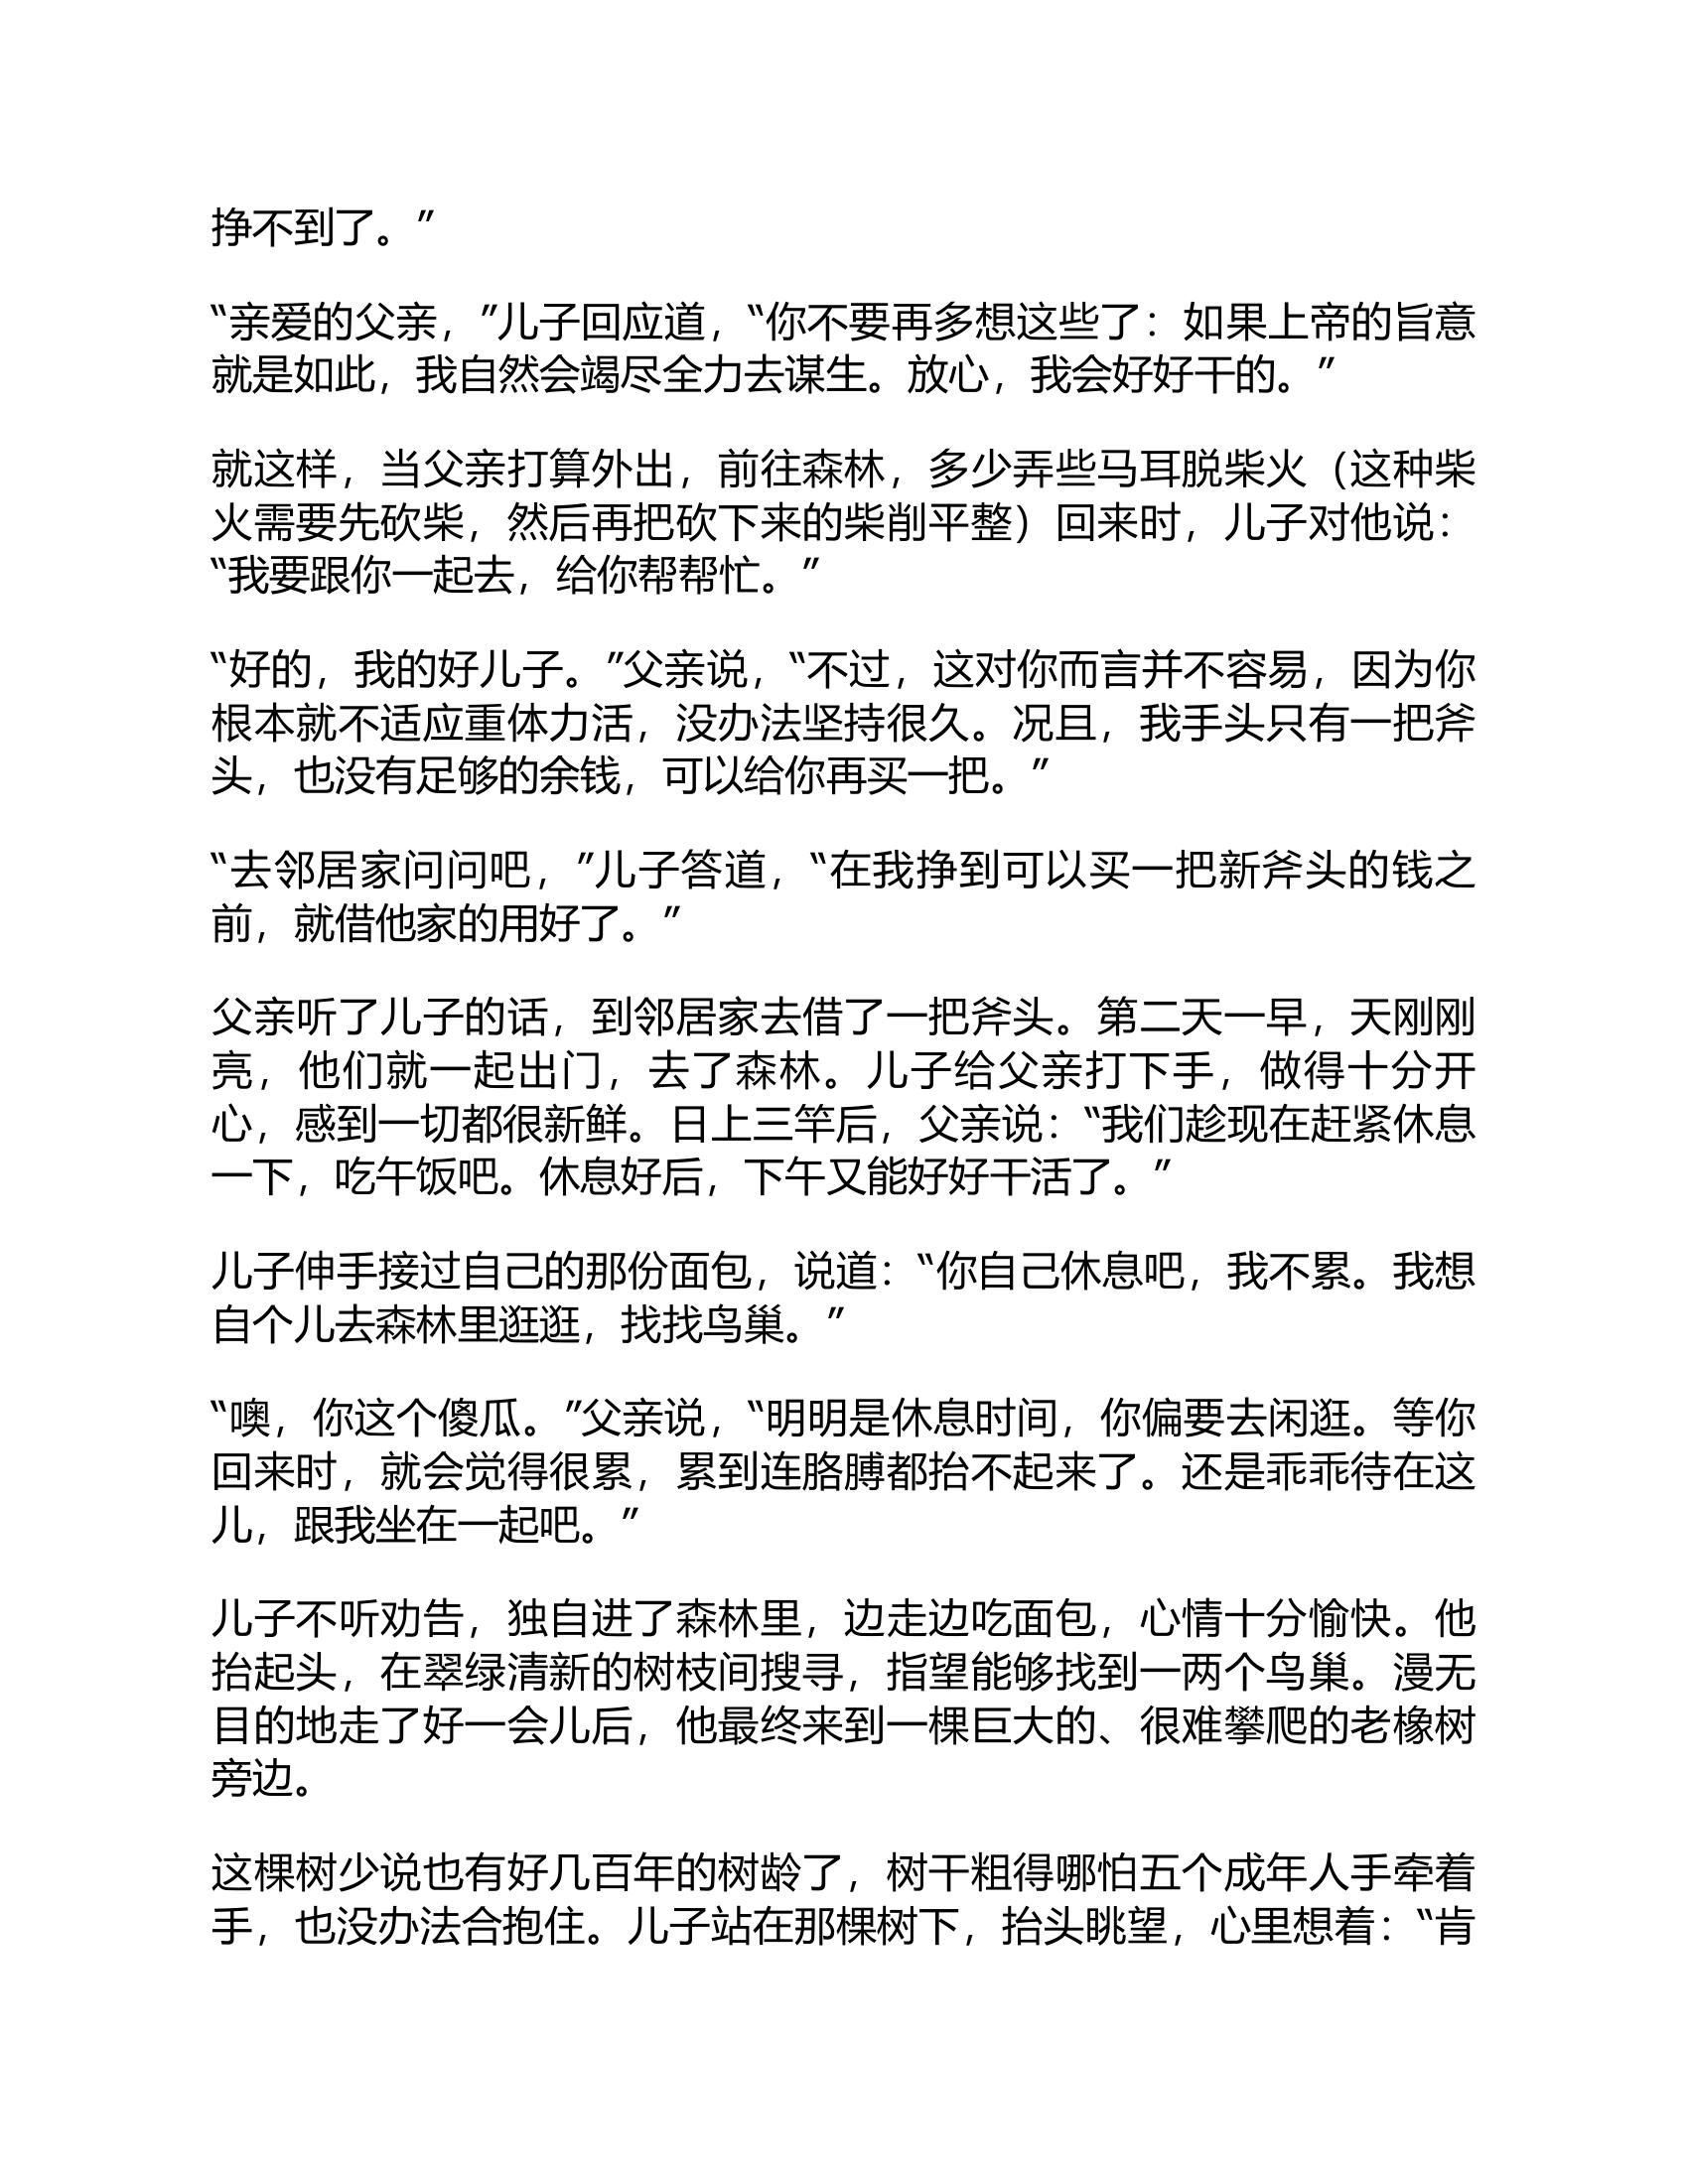 挣不到了。”
“亲爱的父亲，”儿子回应道，“你不要再多想这些了：如果上帝的旨意
就是如此，我自然会竭尽全力去谋生。放心，我会好好干的。”
就这样，当父亲打算外出，前往森林，多少弄些马耳脱柴火（这种柴
火需要先砍柴，然后再把砍下来的柴削平整）回来时，儿子对他说：
“我要跟你一起去，给你帮帮忙。”
“好的，我的好儿子。”父亲说，“不过，这对你而言并不容易，因为你
根本就不适应重体力活，没办法坚持很久。况且，我手头只有一把斧
头，也没有足够的余钱，可以给你再买一把。”
“去邻居家问问吧，”儿子答道，“在我挣到可以买一把新斧头的钱之
前，就借他家的用好了。”
父亲听了儿子的话，到邻居家去借了一把斧头。第二天一早，天刚刚
亮，他们就一起出门，去了森林。儿子给父亲打下手，做得十分开
心，感到一切都很新鲜。日上三竿后，父亲说：“我们趁现在赶紧休息
一下，吃午饭吧。休息好后，下午又能好好干活了。”
儿子伸手接过自己的那份面包，说道：“你自己休息吧，我不累。我想
自个儿去森林里逛逛，找找鸟巢。”
“噢，你这个傻瓜。”父亲说，“明明是休息时间，你偏要去闲逛。等你
回来时，就会觉得很累，累到连胳膊都抬不起来了。还是乖乖待在这
儿，跟我坐在一起吧。”
儿子不听劝告，独自进了森林里，边走边吃面包，心情十分愉快。他
抬起头，在翠绿清新的树枝间搜寻，指望能够找到一两个鸟巢。漫无
目的地走了好一会儿后，他最终来到一棵巨大的、很难攀爬的老橡树
旁边。
这棵树少说也有好几百年的树龄了，树干粗得哪怕五个成年人手牵着
手，也没办法合抱住。儿子站在那棵树下，抬头眺望，心里想着：“肯